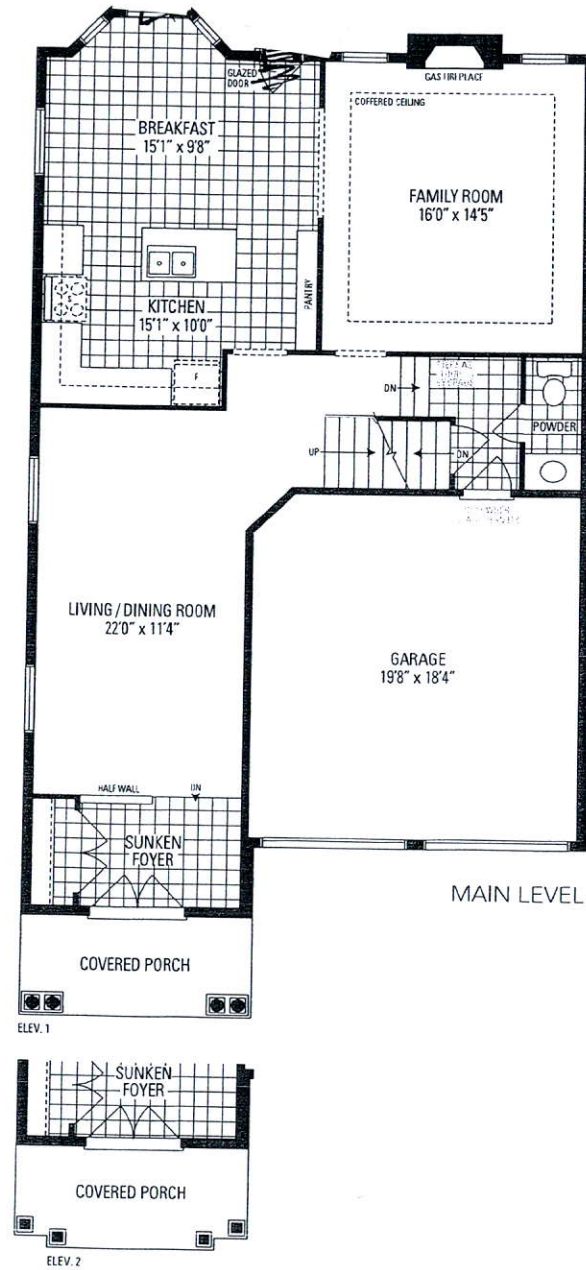 GLAZED
DOOR
GAS FIREPLACE
COFFERED CEILING
BREAKFAST
15'1" x 9'8"
FAMILY ROOM
16'0" x 14'5"
PANTRY
KITCHEN
15'1" x 10'0"
F
DN
POWDER
UP
DN
LIVING / DINING ROOM
22'0" x 11'4"
GARAGE
19'8" x 18'4"
HALF WALL
DN
SUNKEN
FOYER
MAIN LEVEL
COVERED PORCH
ELEV. 1
SUNKEN
FOYER
COVERED PORCH
ELEV. 2